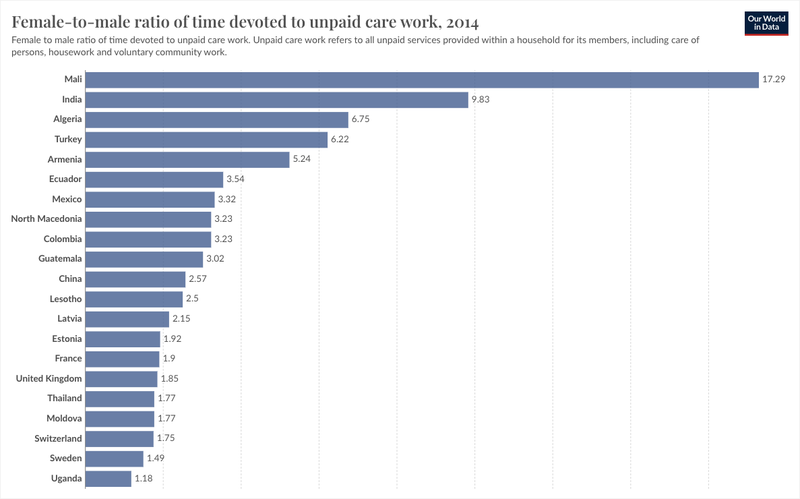 Female-to-male ratio of time devoted to unpaid care work, 2014
Our World
in Data
Female to male ratio of time devoted to unpaid care work. Unpaid care work refers to all unpaid services provided within a household for its members, including care of
persons, housework and voluntary community work.
Mali 17.29
India 9.83
Algeria 6.75
Turkey 6.22
Armenia 5.24
Ecuador 3.54
Mexico 3.32
North Macedonia 3.23
Colombia 3.23
Guatemala 3.02
China 2.57
Lesotho 2.5
Latvia 2.15
Estonia 1.92
France 1.9
United Kingdom 1.85
Thailand 1.77
Moldova 1.77
Switzerland 1.75
Sweden 1.49
Uganda 1.18